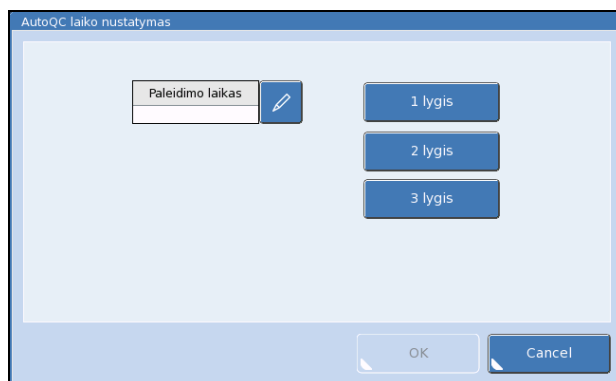 AutoQC laiko nustatymas
Paleidimo laikas
1 lygis
2 lygis
3 lygis
OK
Cancel